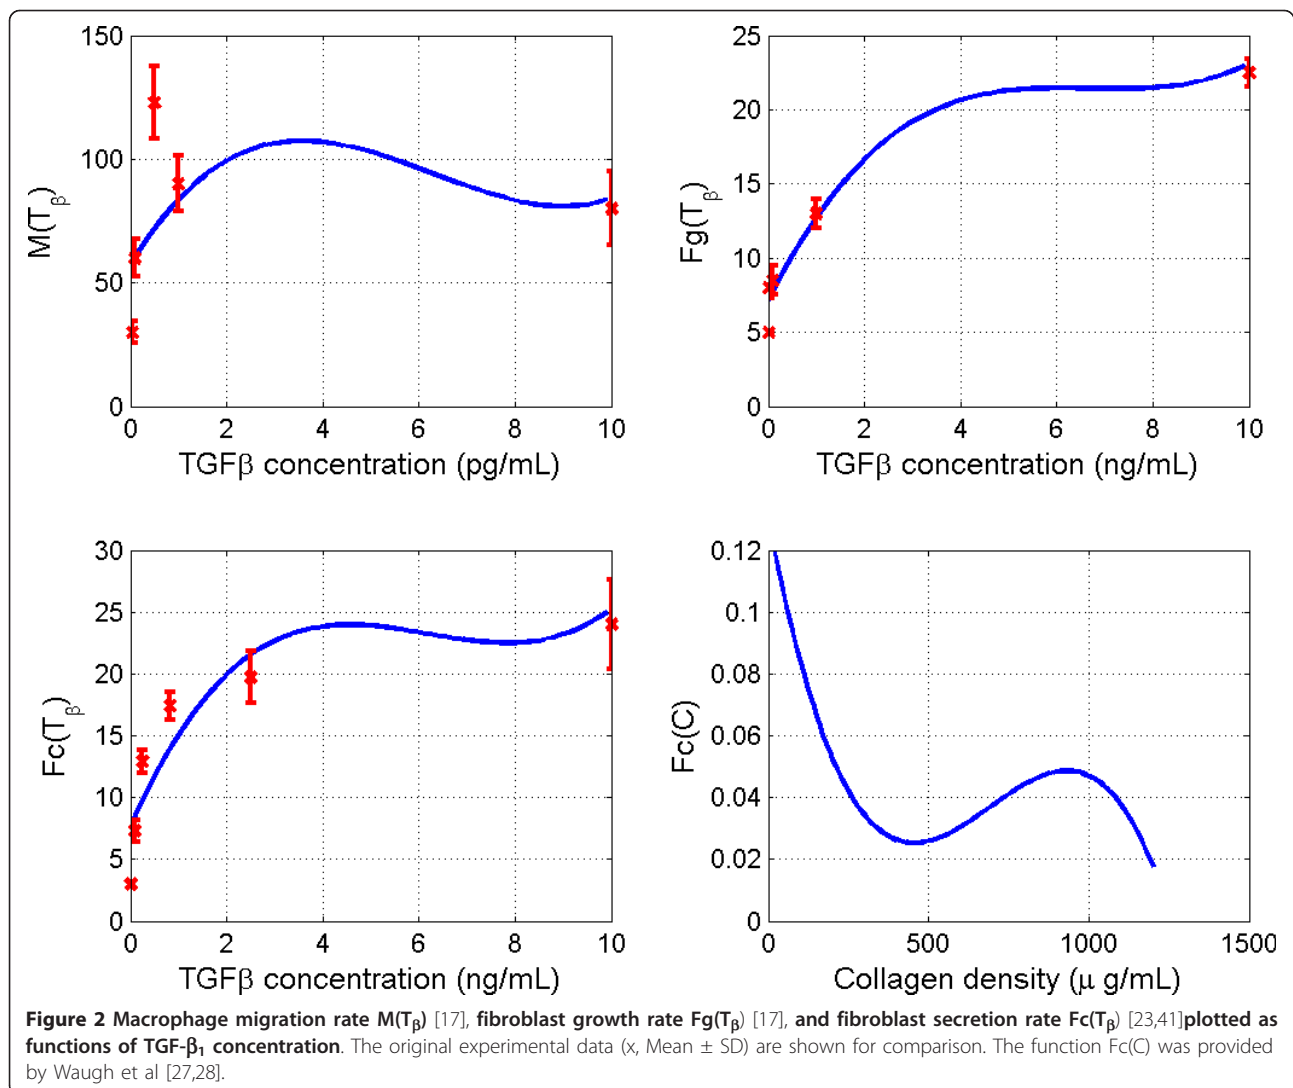 150
100
50
0
M(Tβ)
0 2 4 6 8 10
TGFβ concentration (pg/mL)
25
20
15
10
5
0
Fg(Tβ)
0 2 4 6 8 10
TGFβ concentration (ng/mL)
30
25
20
15
10
5
0
Fc(Tβ)
0 2 4 6 8 10
TGFβ concentration (ng/mL)
0.12
0.1
0.08
0.06
0.04
0.02
0
Fc(C)
0 500 1000 1500
Collagen density (μ g/mL)
Figure 2 Macrophage migration rate M(Tβ) [17], fibroblast growth rate Fg(Tβ) [17], and fibroblast secretion rate Fc(Tβ) [23,41]plotted as
functions of TGF-β1 concentration. The original experimental data (x, Mean ± SD) are shown for comparison. The function Fc(C) was provided
by Waugh et al [27,28].